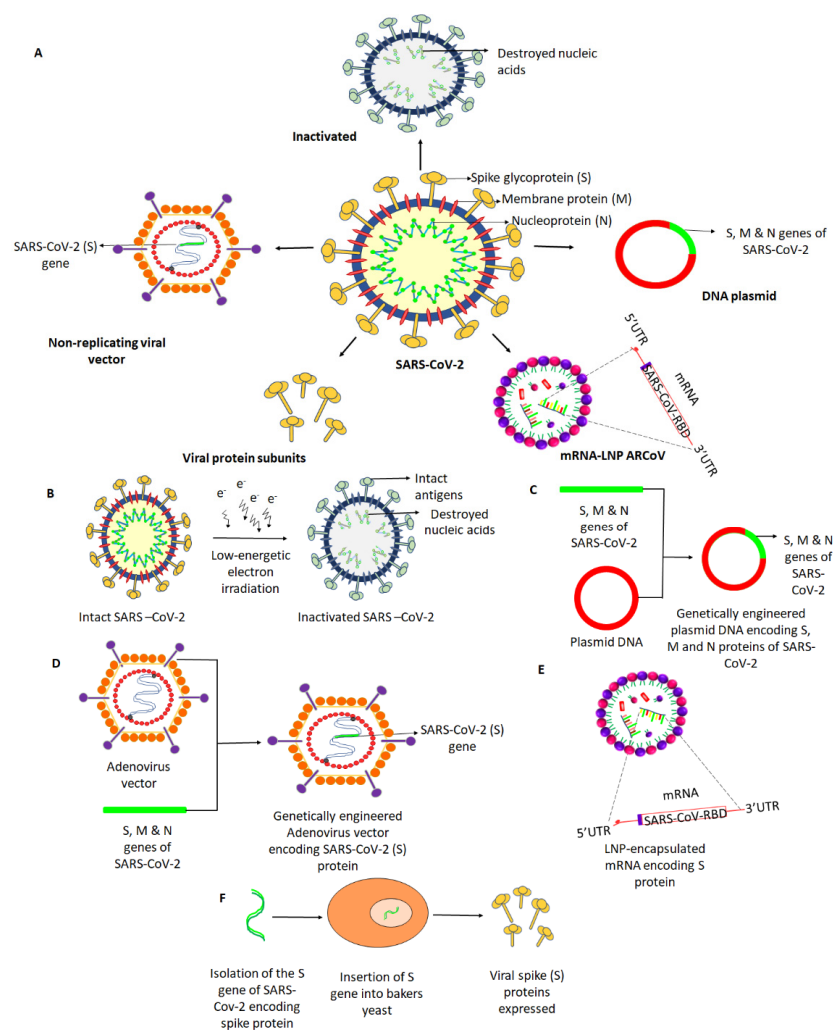 A
Destroyed nucleic
acids
Inactivated
Spike glycoprotein (S)
Membrane protein (M)
Nucleoprotein (N)
SARS-CoV-2 (S)
gene
S, M & N genes of
SARS-CoV-2
DNA plasmid
Non-replicating viral
vector
SARS-CoV-2
5'UTR
mRNA
SARS-CoV-RBD
3'UTR
Viral protein subunits
mRNA-LNP ARCoV
B
e-
e-
e-
e-
Low-energetic
electron
irradiation
Intact
antigens
Destroyed
nucleic acids
Intact SARS –CoV-2
Inactivated SARS –CoV-2
C
S, M & N
genes of
SARS-CoV-2
Plasmid DNA
S, M & N
genes of
SARS-
CoV-2
Genetically engineered
plasmid DNA encoding S,
M and N proteins of SARS-
CoV-2
D
Adenovirus
vector
S, M & N
genes of
SARS-CoV-2
SARS-CoV-2 (S)
gene
Genetically engineered
Adenovirus vector
encoding SARS-CoV-2 (S)
protein
E
mRNA
5'UTR
SARS-CoV-RBD
3'UTR
LNP-encapsulated
mRNA encoding S
protein
F
Isolation of the S
gene of SARS-
Cov-2 encoding
spike protein
Insertion of S
gene into bakers
yeast
Viral spike (S)
proteins
expressed